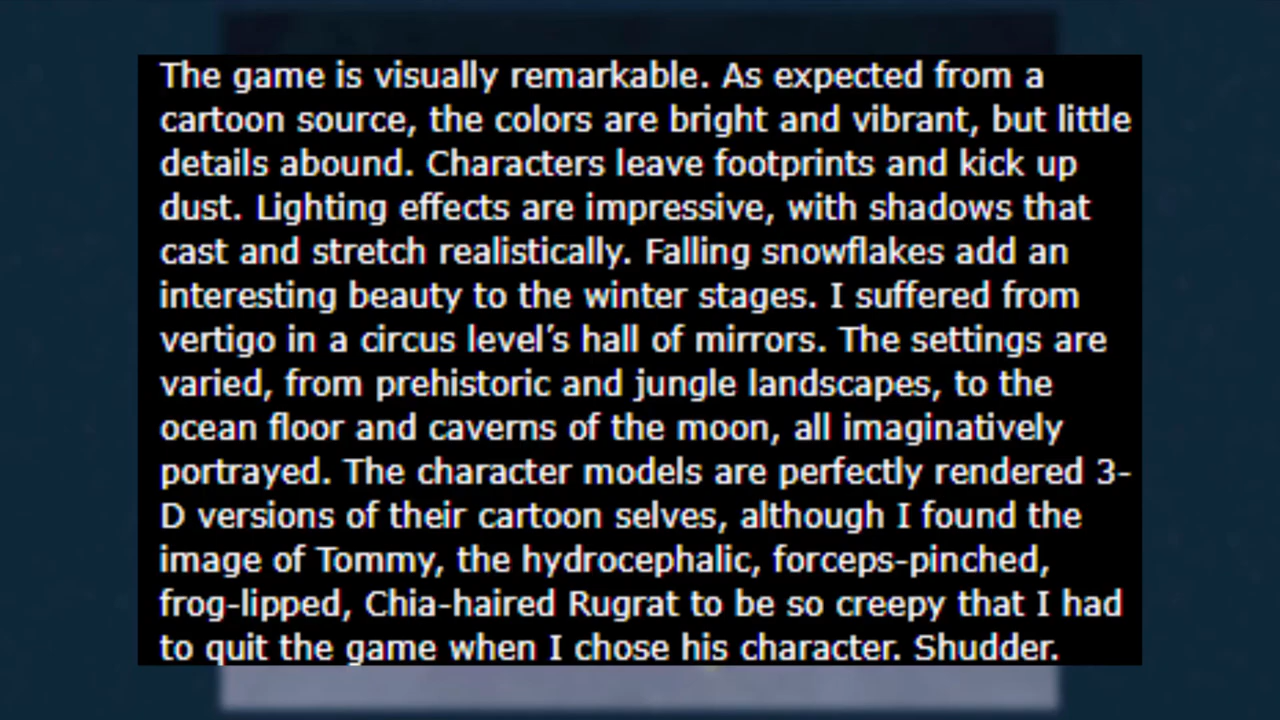 The game is visually remarkable. As expected from a
cartoon source, the colors are bright and vibrant, but little
details abound. Characters leave footprints and kick up
dust. Lighting effects are impressive, with shadows that
cast and stretch realistically. Falling snowflakes add an
interesting beauty to the winter stages. I suffered from
vertigo in a circus level’s hall of mirrors. The settings are
varied, from prehistoric and jungle landscapes, to the
ocean floor and caverns of the moon, all imaginatively
portrayed. The character models are perfectly rendered 3-
D versions of their cartoon selves, although I found the
image of Tommy, the hydrocephalic, forceps-pinched,
frog-lipped, Chia-haired Rugrat to be so creepy that I had
to quit the game when I chose his character. Shudder.